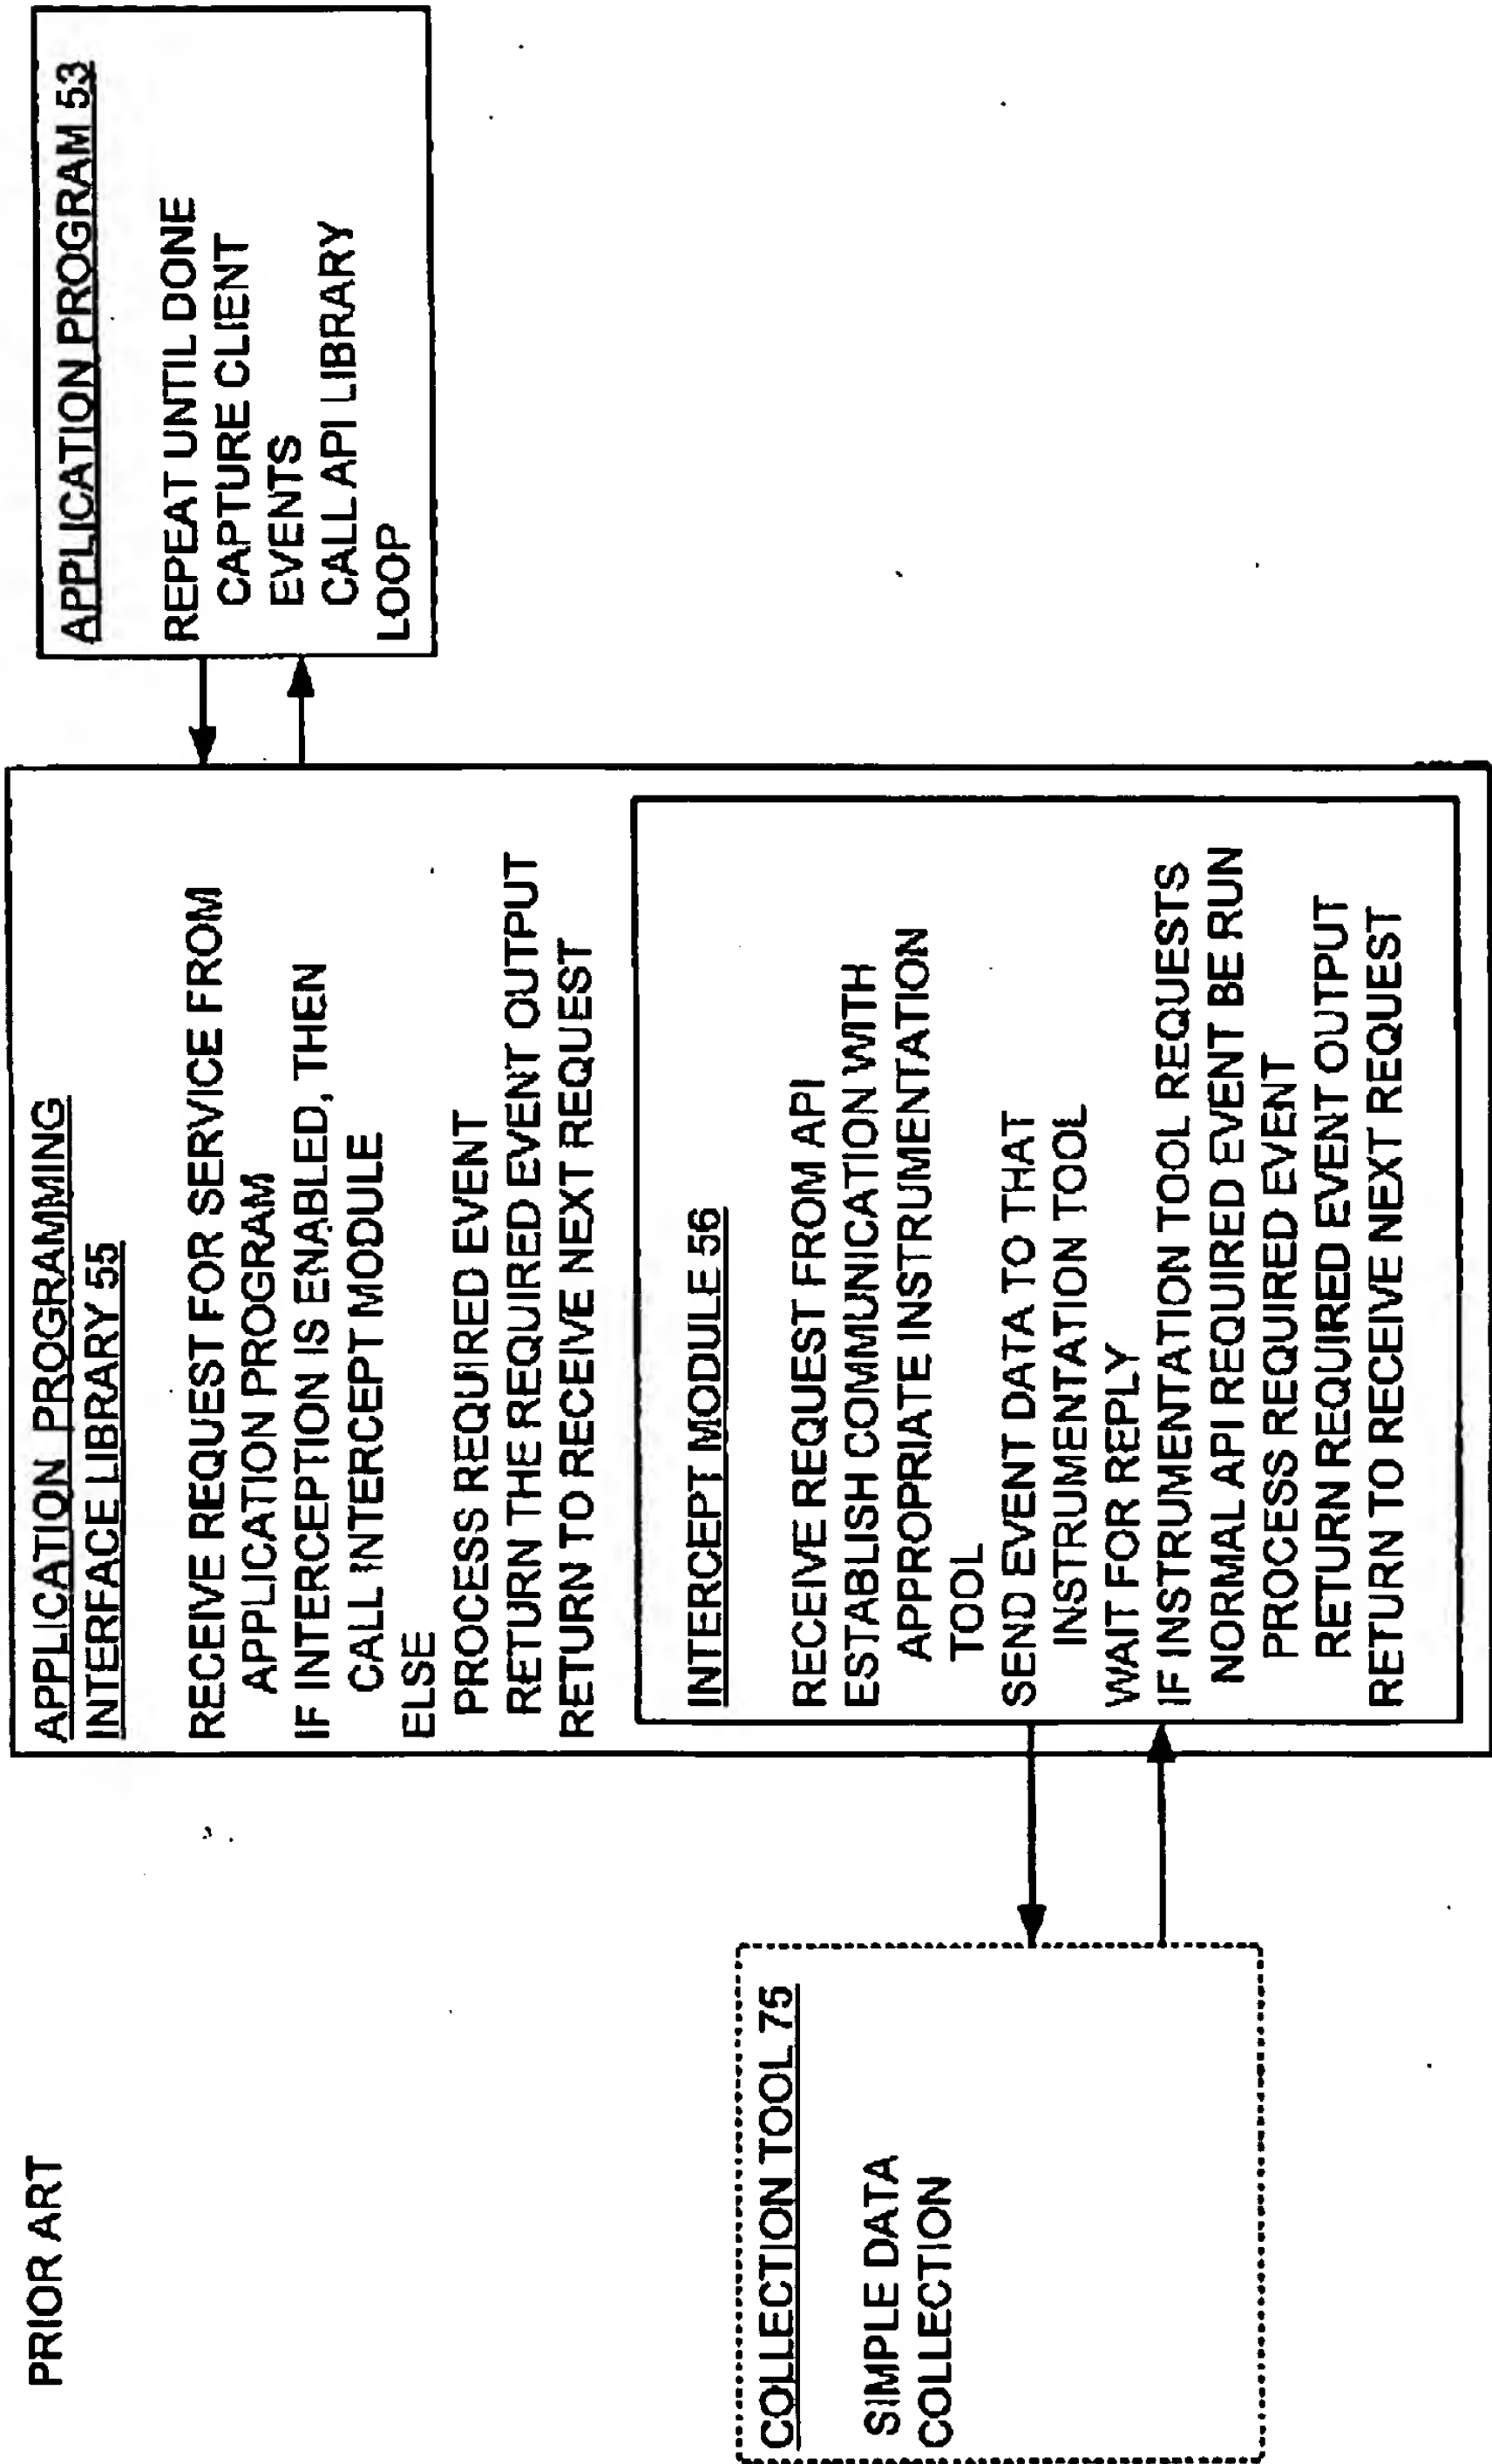 PRIOR ART
COLLECTION TOOL 75
SIMPLE DATA
COLLECTION
APPLICATION PROGRAMMING
INTERFACE LIBRARY 55
RECEIVE REQUEST FOR SERVICE FROM
APPLICATION PROGRAM
IF INTERCEPTION IS ENABLED, THEN
CALL INTERCEPT MODULE
ELSE
PROCESS REQUIRED EVENT
RETURN THE REQUIRED EVENT OUTPUT
RETURN TO RECEIVE NEXT REQUEST
INTERCEPT MODULE 56
RECEIVE REQUEST FROM API
ESTABLISH COMMUNICATION WITH
APPROPRIATE INSTRUMENTATION
TOOL
SEND EVENT DATA TO THAT
INSTRUMENTATION TOOL
WAIT FOR REPLY
IF INSTRUMENTATION TOOL REQUESTS
NORMAL API REQUIRED EVENT BE RUN
PROCESS REQUIRED EVENT
RETURN REQUIRED EVENT OUTPUT
RETURN TO RECEIVE NEXT REQUEST
APPLICATION PROGRAM 53
REPEAT UNTIL DONE
CAPTURE CLIENT
EVENTS
CALL API LIBRARY
LOOP